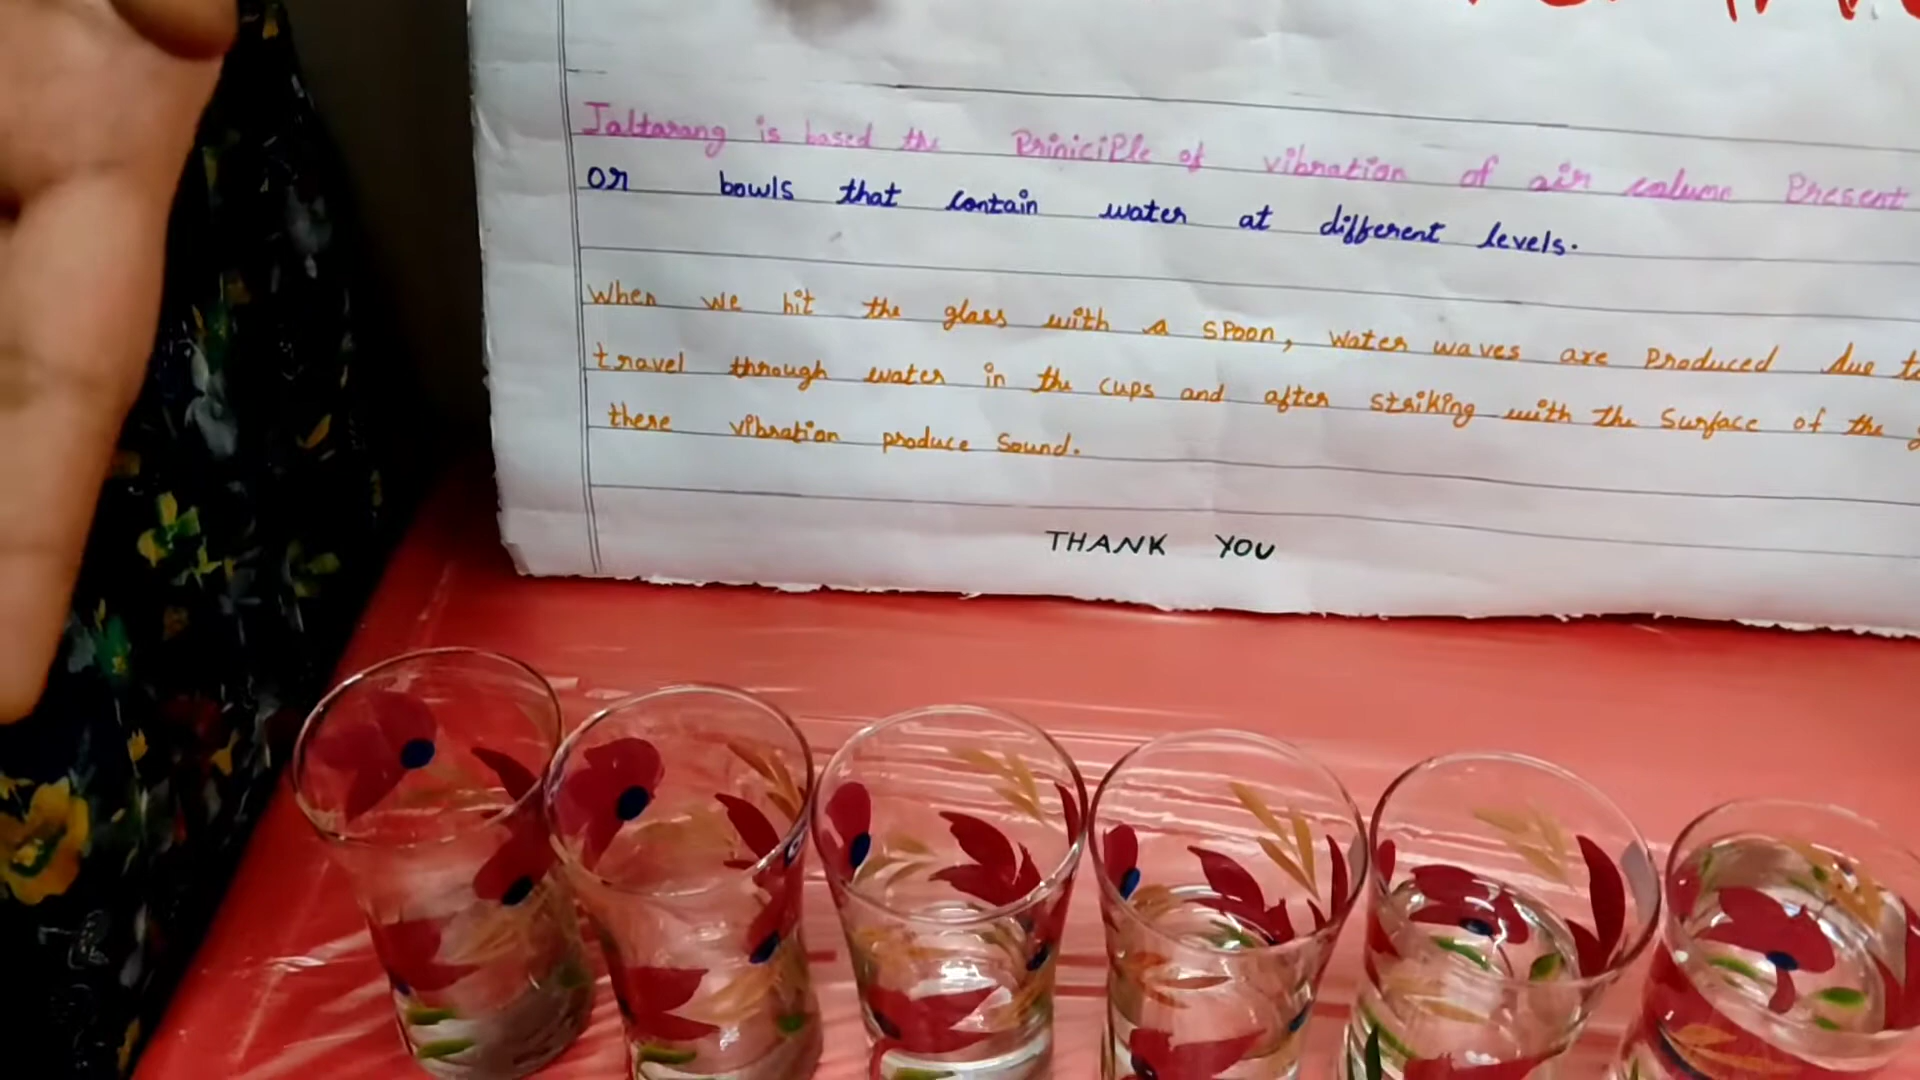 Jaltarang is based the Priniciple of vibration of air column Present
or bowls that contain water at different levels.
When we hit the glass with a spoon, water waves are Produced due to
travel through water in the cups and after striking with the Surface of the
these vibration produce Sound.
THANK YOU